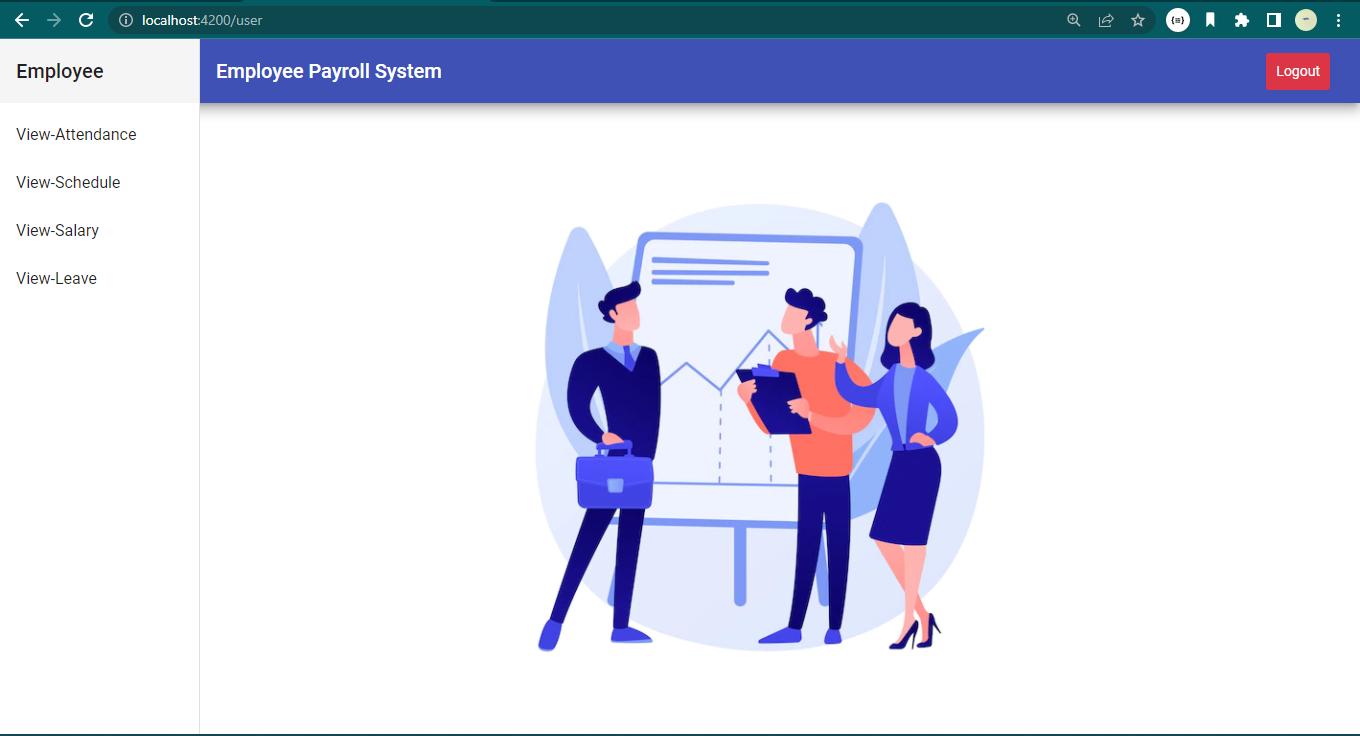 localhost:4200/user
Employee
Employee Payroll System
Logout
View-Attendance
View-Schedule
View-Salary
View-Leave